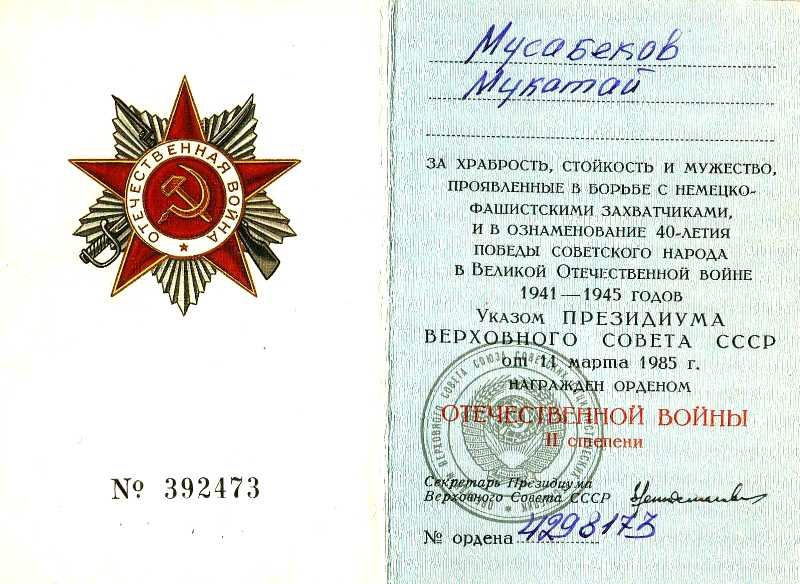 ОТЕЧЕСТВЕННАЯ ВОЙНА
№ 392473
Мусабеков
Мукатай
ЗА ХРАБРОСТЬ, СТОЙКОСТЬ И МУЖЕСТВО,
ПРОЯВЛЕННЫЕ В БОРЬБЕ С НЕМЕЦКО-
ФАШИСТСКИМИ ЗАХВАТЧИКАМИ,
И В ОЗНАМЕНОВАНИЕ 40-ЛЕТИЯ
ПОБЕДЫ СОВЕТСКОГО НАРОДА
В ВЕЛИКОЙ ОТЕЧЕСТВЕННОЙ ВОЙНЕ
1941—1945 ГОДОВ
УКАЗОМ ПРЕЗИДИУМА
ВЕРХОВНОГО СОВЕТА СССР
от 11 марта 1985 г.
НАГРАЖДЕН ОРДЕНОМ
ОТЕЧЕСТВЕННОЙ ВОЙНЫ
II степени
Секретарь Президиума
Верховного Совета СССР
№ ордена 4298173